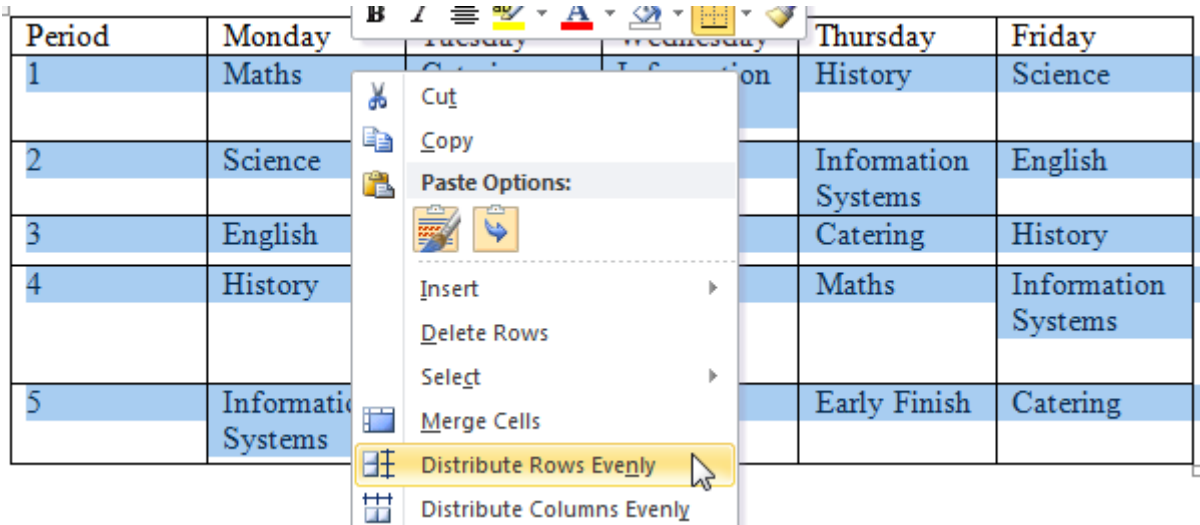 B I
Period Monday Thursday Friday
1 Maths History Science
2 Science Information English
Systems
3 English Catering History
4 History Maths Information
Systems
5 Early Finish Catering
Systems
Cut
Copy
Paste Options:
Insert
Delete Rows
Select
Merge Cells
Distribute Rows Evenly
Distribute Columns Evenly